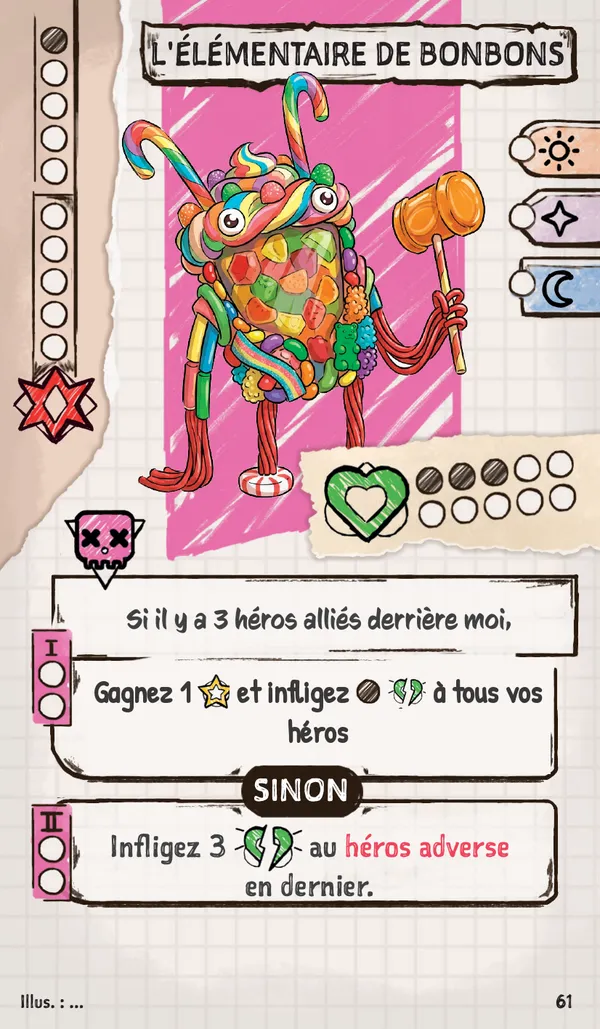 L'ÉLÉMENTAIRE DE BONBONS
Si il y a 3 héros alliés derrière moi,
I
Gagnez 1 et infligez à tous vos
héros
SINON
II
Infligez 3 au héros adverse
en dernier.
Illus. : ...
61